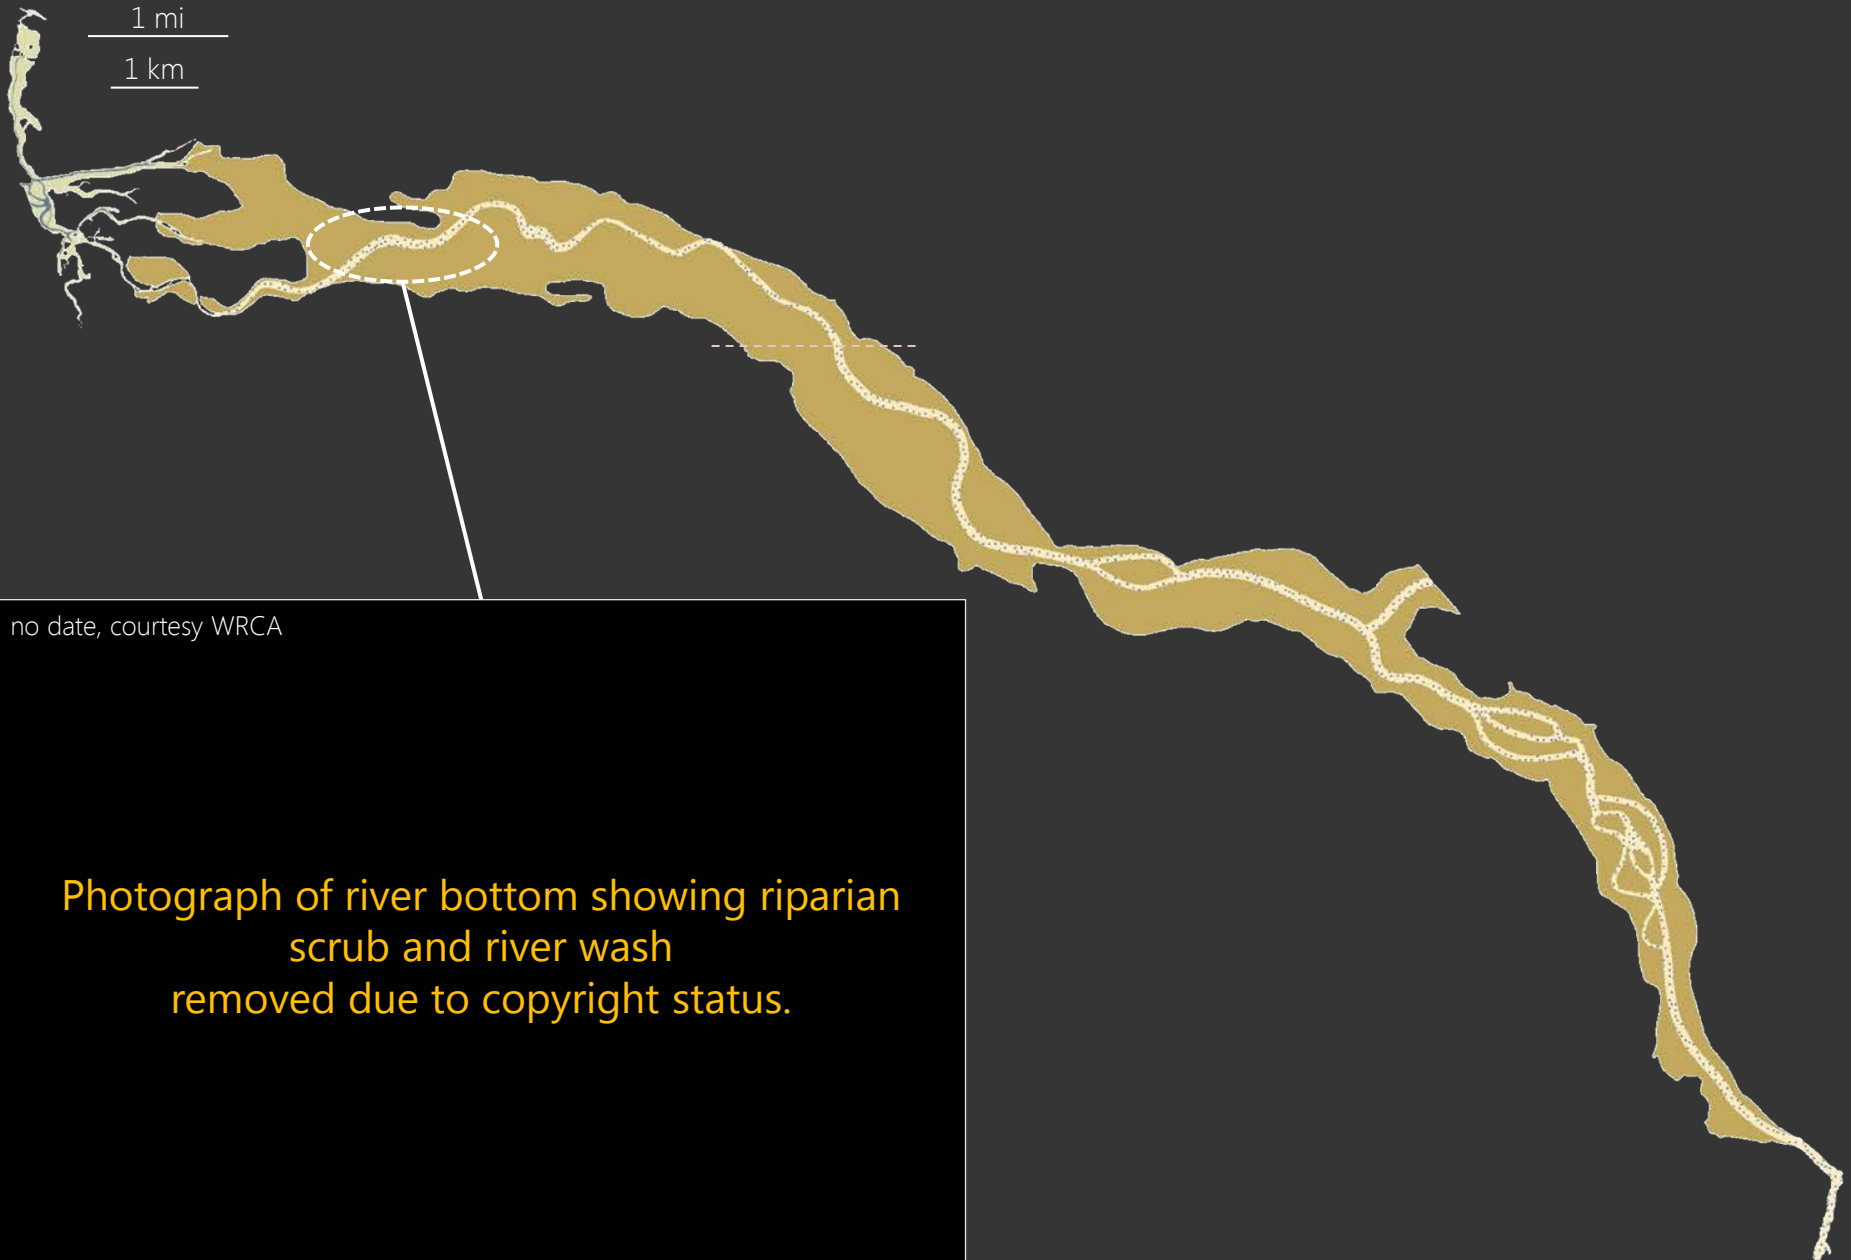 1 mi
1 km
no date, courtesy WRCA
Photograph of river bottom showing riparian
scrub and river wash
removed due to copyright status.